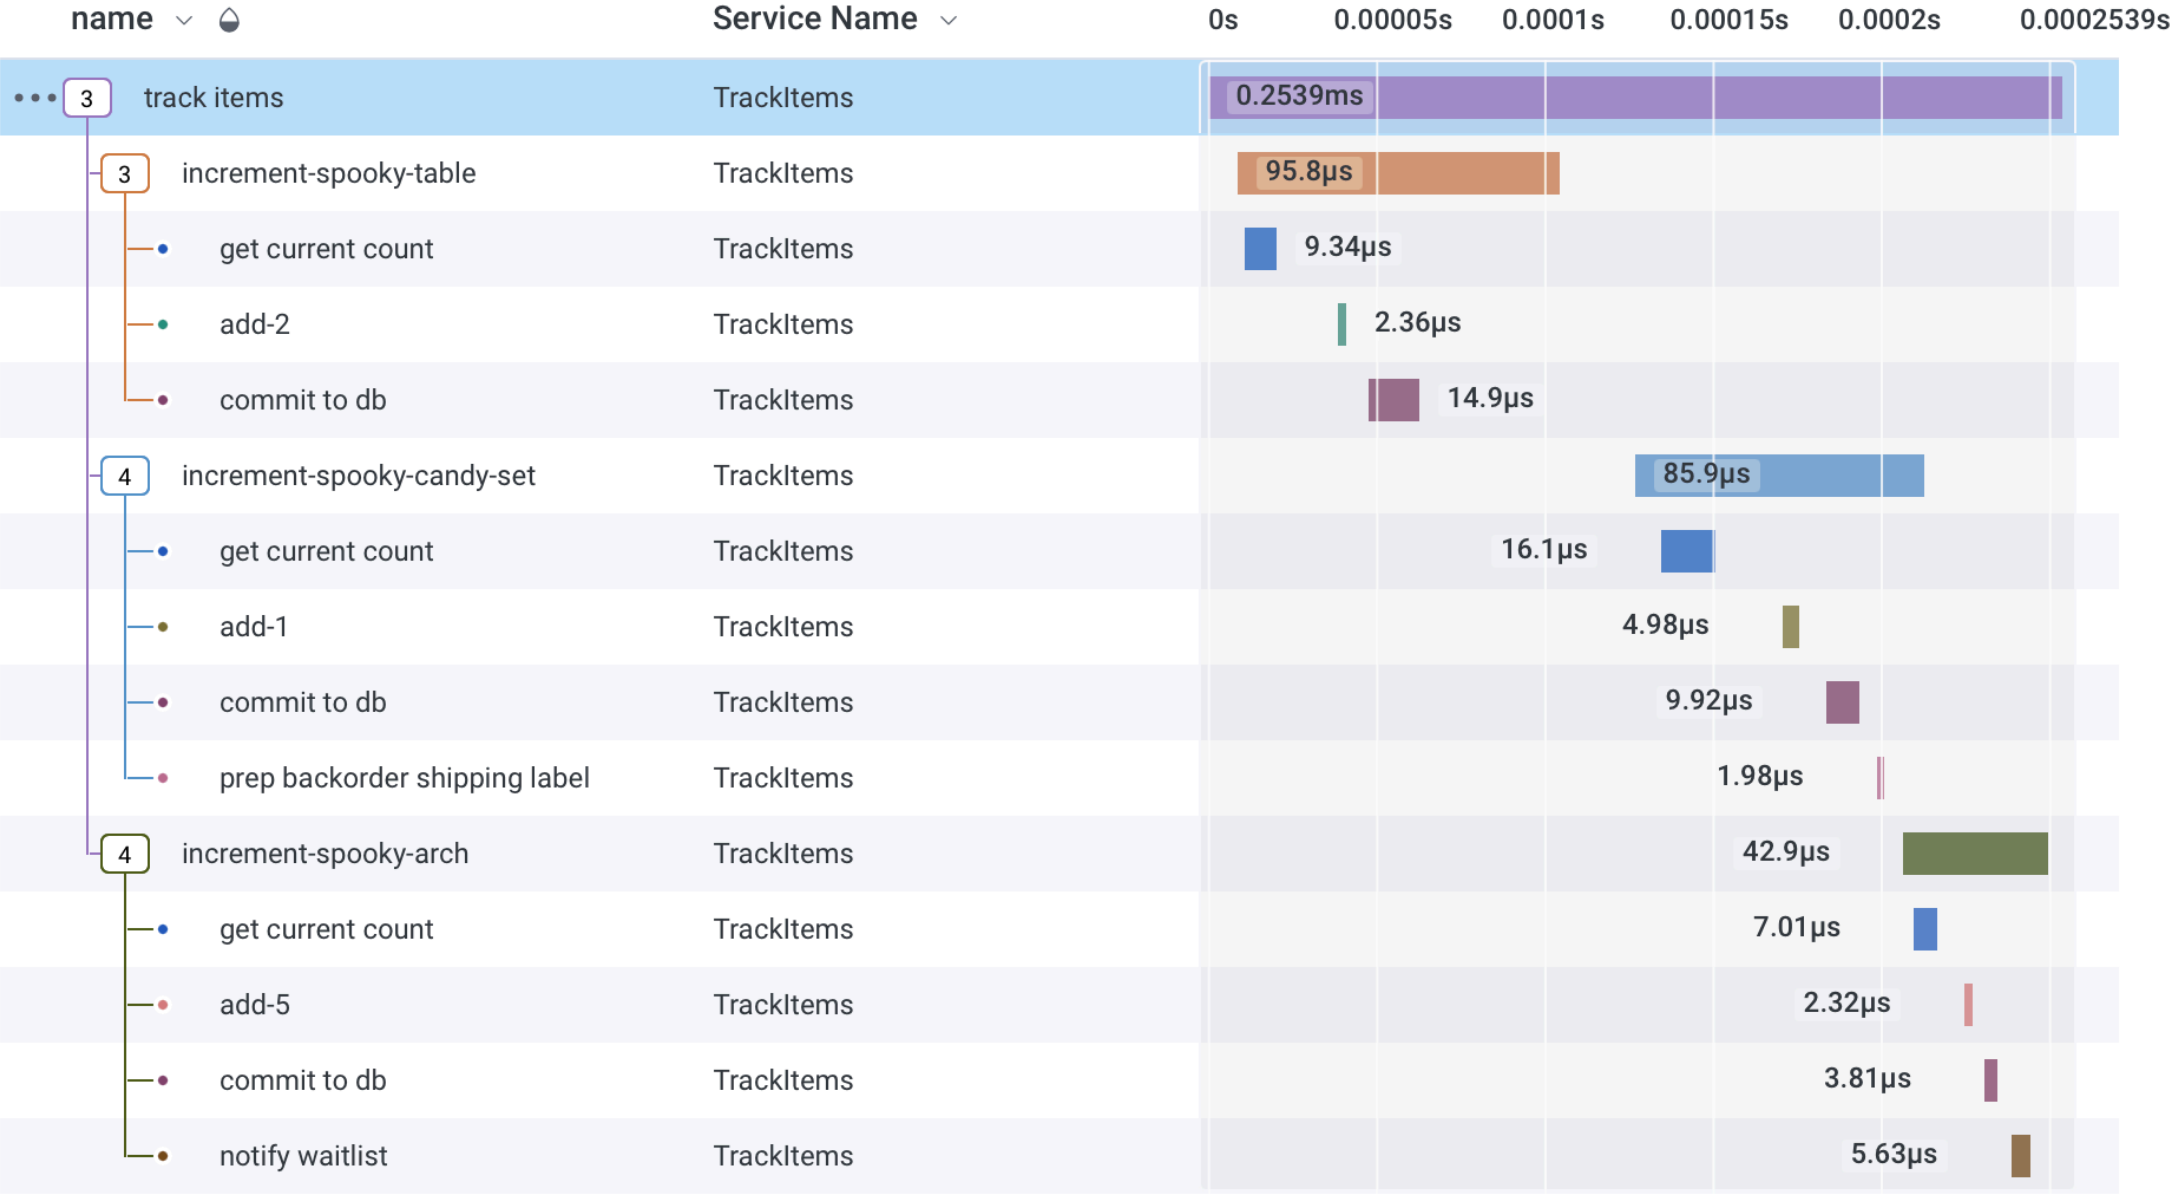 name Service Name 0s 0.00005s 0.0001s 0.00015s 0.0002s 0.0002539s
3 track items TrackItems 0.2539ms
3 increment-spooky-table TrackItems 95.8µs
get current count TrackItems 9.34µs
add-2 TrackItems 2.36µs
commit to db TrackItems 14.9µs
4 increment-spooky-candy-set TrackItems 85.9µs
get current count TrackItems 16.1µs
add-1 TrackItems 4.98µs
commit to db TrackItems 9.92µs
prep backorder shipping label TrackItems 1.98µs
4 increment-spooky-arch TrackItems 42.9µs
get current count TrackItems 7.01µs
add-5 TrackItems 2.32µs
commit to db TrackItems 3.81µs
notify waitlist TrackItems 5.63µs